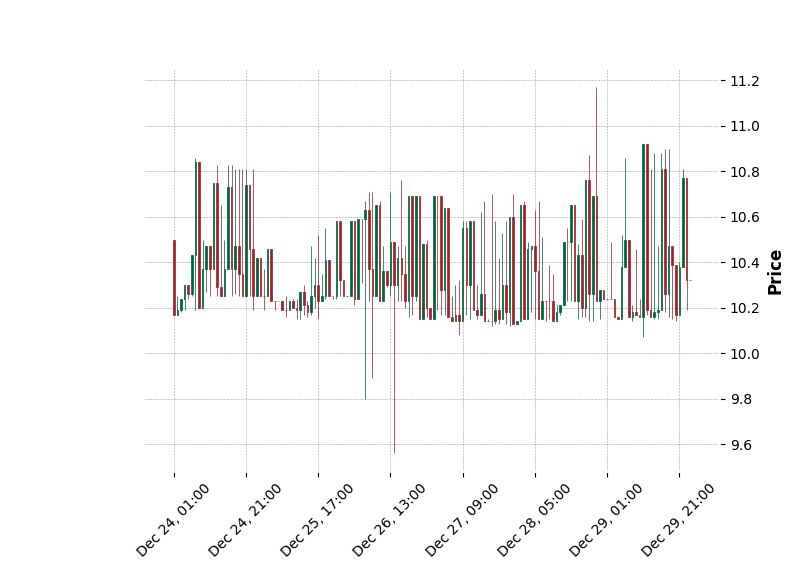 11.2
11.0
10.8
10.6
10.4
10.2
10.0
9.8
9.6
Price
Dec 24, 01:00
Dec 24, 21:00
Dec 25, 17:00
Dec 26, 13:00
Dec 27, 09:00
Dec 28, 05:00
Dec 29, 01:00
Dec 29, 21:00